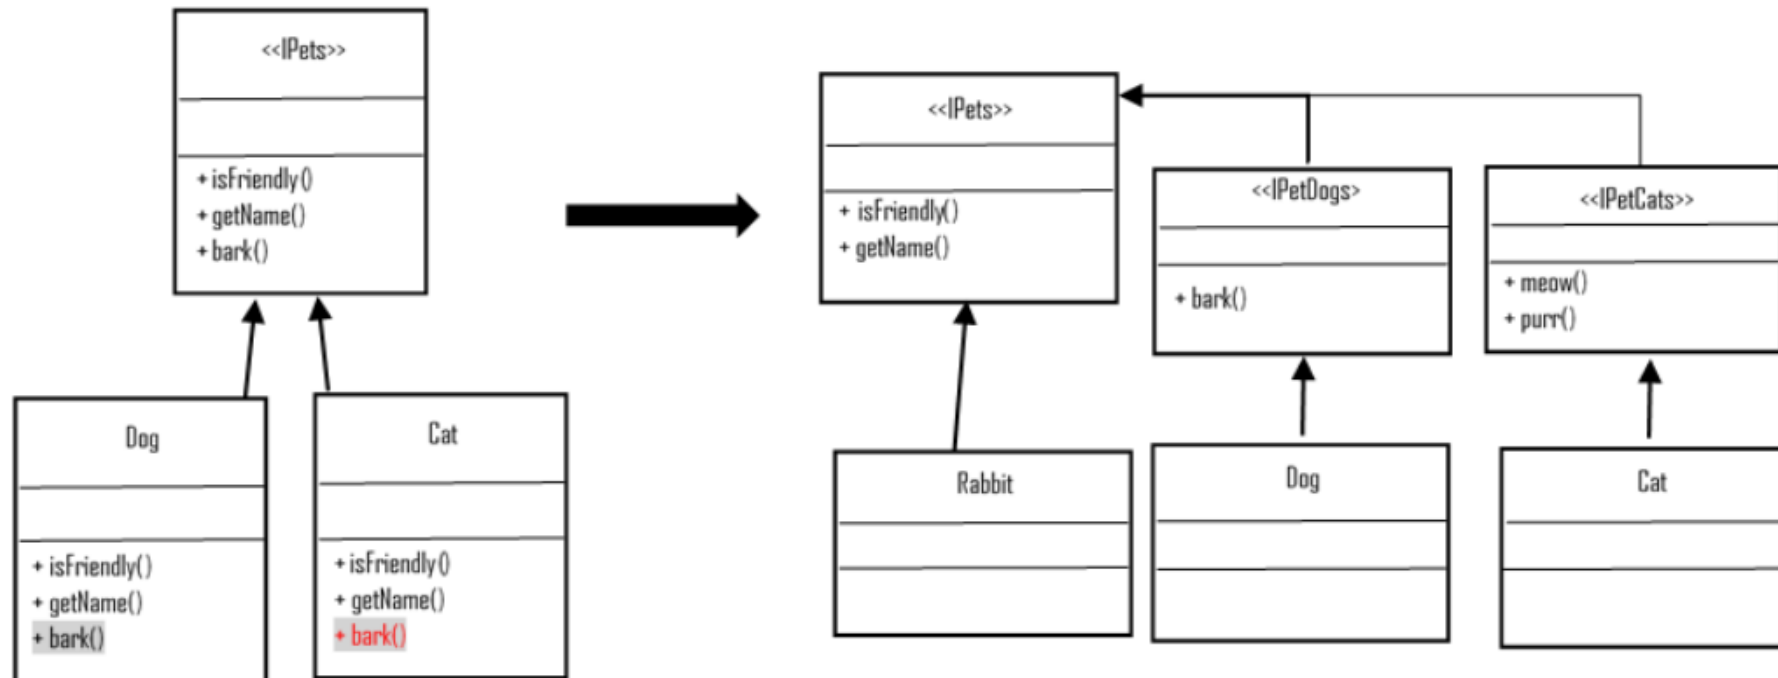 <<IPets>>
+ isFriendly()
+ getName()
+ bark()
Dog
+ isFriendly()
+ getName()
+ bark()
Cat
+ isFriendly()
+ getName()
+ bark()
<<IPets>>
+ isFriendly()
+ getName()
<<IPetDogs>
+ bark()
<<IPetCats>>
+ meow()
+ purr()
Rabbit
Dog
Cat